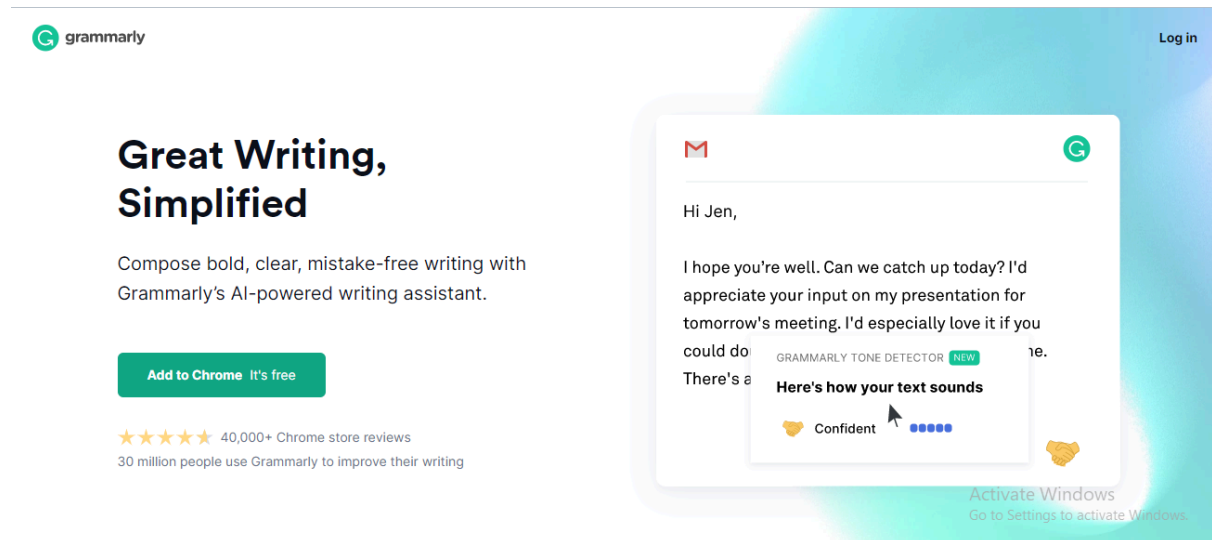 grammarly
Log in
Great Writing,
Simplified
Compose bold, clear, mistake-free writing with
Grammarly's AI-powered writing assistant.
Add to Chrome It's free
40,000+ Chrome store reviews
30 million people use Grammarly to improve their writing
Hi Jen,
I hope you're well. Can we catch up today? I'd
appreciate your input on my presentation for
tomorrow's meeting. I'd especially love it if you
could
There's
GRAMMARLY TONE DETECTOR NEW
Here's how your text sounds
Confident
Activate Windows
Go to Settings to activate Windows.